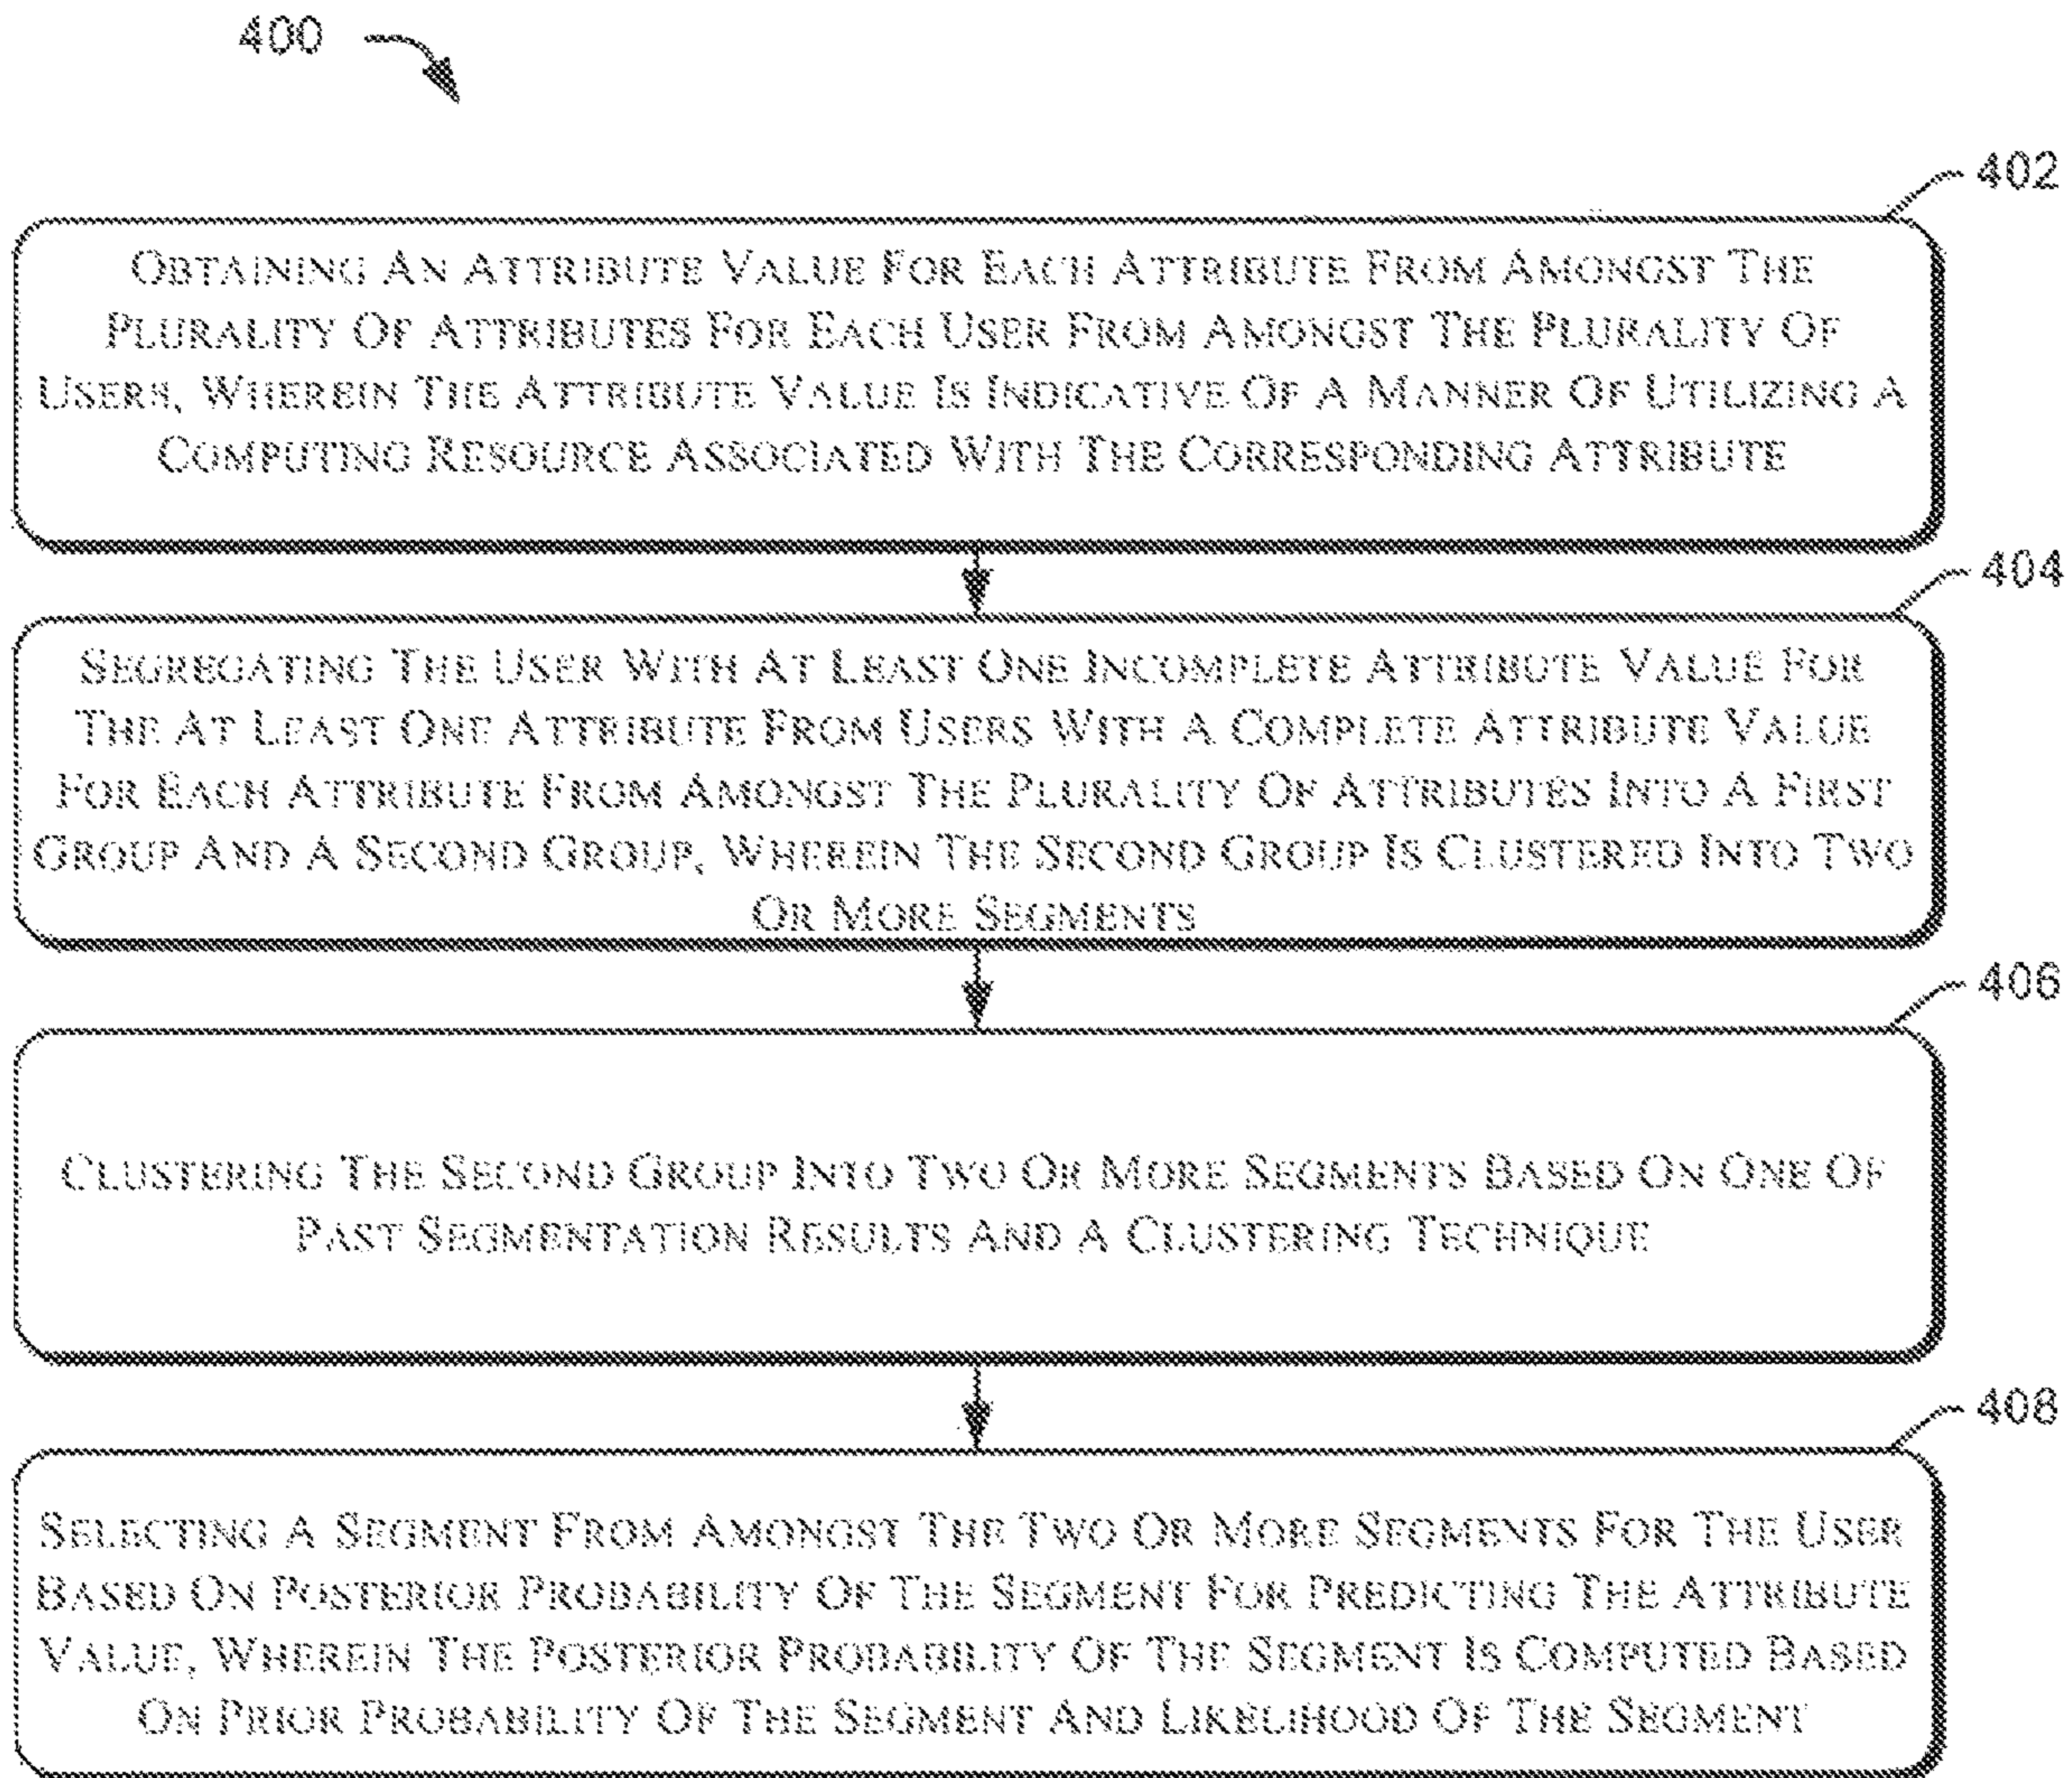 400
402
OBTAINING AN ATTRIBUTE VALUE FOR EACH ATTRIBUTE FROM AMONGST THE
PLURALITY OF ATTRIBUTES FOR EACH USER FROM AMONGST THE PLURALITY OF
USERS, WHEREIN THE ATTRIBUTE VALUE IS INDICATIVE OF A MANNER OF UTILIZING A
COMPUTING RESOURCE ASSOCIATED WITH THE CORRESPONDING ATTRIBUTE
404
SEGREGATING THE USER WITH AT LEAST ONE INCOMPLETE ATTRIBUTE VALUE FOR
THE AT LEAST ONE ATTRIBUTE FROM USERS WITH A COMPLETE ATTRIBUTE VALUE
FOR EACH ATTRIBUTE FROM AMONGST THE PLURALITY OF ATTRIBUTES INTO A FIRST
GROUP AND A SECOND GROUP, WHEREIN THE SECOND GROUP IS CLUSTERED INTO TWO
OR MORE SEGMENTS
406
CLUSTERING THE SECOND GROUP INTO TWO OR MORE SEGMENTS BASED ON ONE OF
PAST SEGMENTATION RESULTS AND A CLUSTERING TECHNIQUE
408
SELECTING A SEGMENT FROM AMONGST THE TWO OR MORE SEGMENTS FOR THE USER
BASED ON POSTERIOR PROBABILITY OF THE SEGMENT FOR PREDICTING THE ATTRIBUTE
VALUE, WHEREIN THE POSTERIOR PROBABILITY OF THE SEGMENT IS COMPUTED BASED
ON PRIOR PROBABILITY OF THE SEGMENT AND LIKELIHOOD OF THE SEGMENT